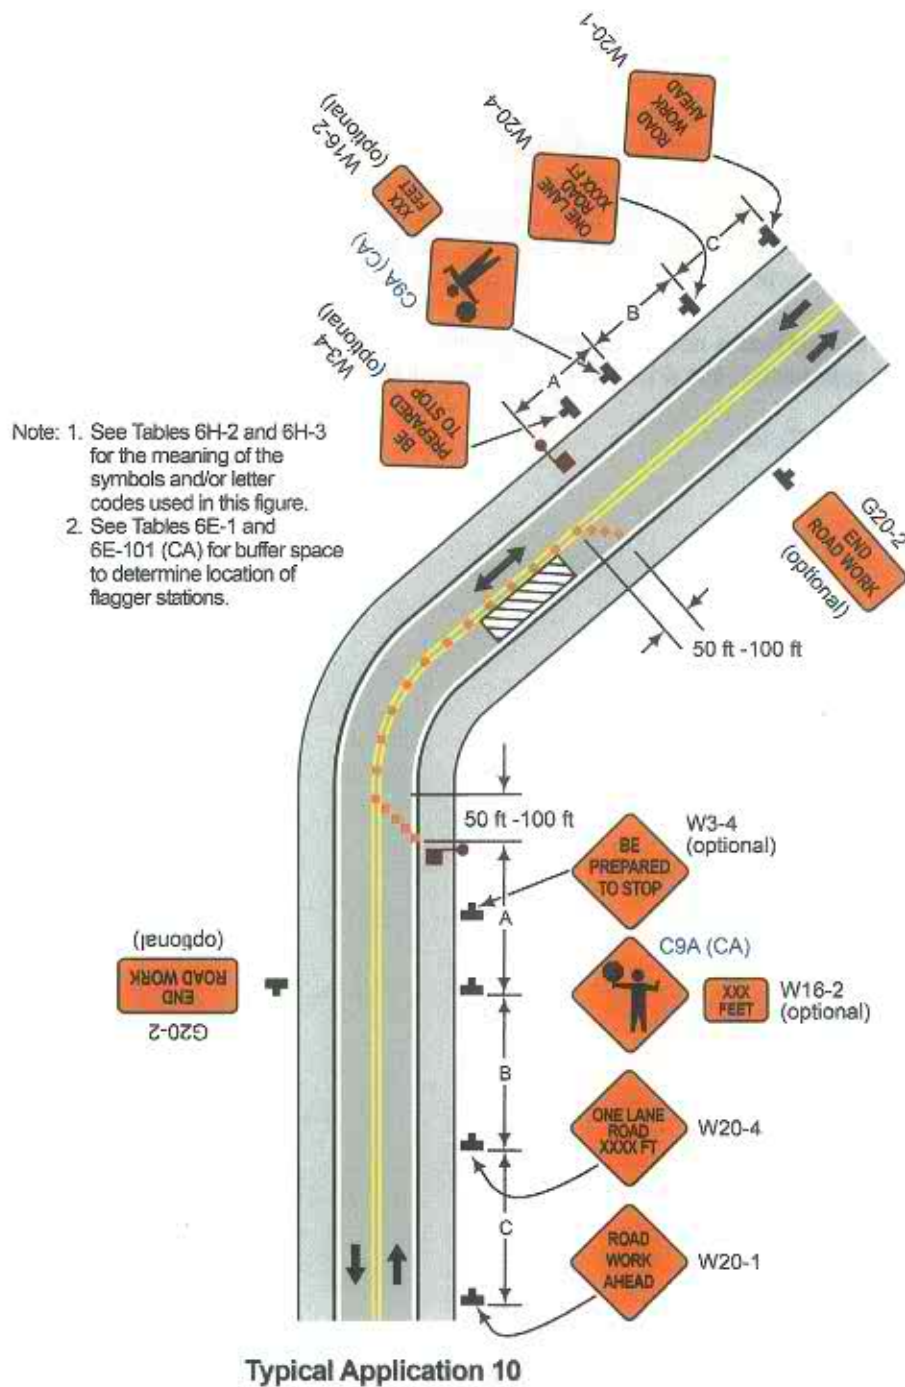 W20-1
ROAD
WORK
AHEAD
W20-4
ONE LANE
ROAD
XXXX FT
W16-2
(optional)
XXX
FEET
C9A (CA)
W3-4
(optional)
BE
PREPARED
TO STOP
A
B
C
Note: 1. See Tables 6H-2 and 6H-3
for the meaning of the
symbols and/or letter
codes used in this figure.
2. See Tables 6E-1 and
6E-101 (CA) for buffer space
to determine location of
flagger stations.
G20-2
END
ROAD WORK
(optional)
50 ft -100 ft
50 ft -100 ft
BE
PREPARED
TO STOP
W3-4
(optional)
A
C9A (CA)
XXX
FEET
W16-2
(optional)
G20-2
END
ROAD WORK
(optional)
B
ONE LANE
ROAD
XXXX FT
W20-4
C
ROAD
WORK
AHEAD
W20-1
Typical Application 10